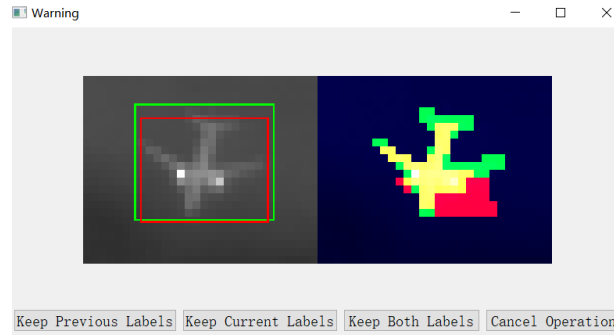 Warning
Keep Previous Labels
Keep Current Labels
Keep Both Labels
Cancel Operation